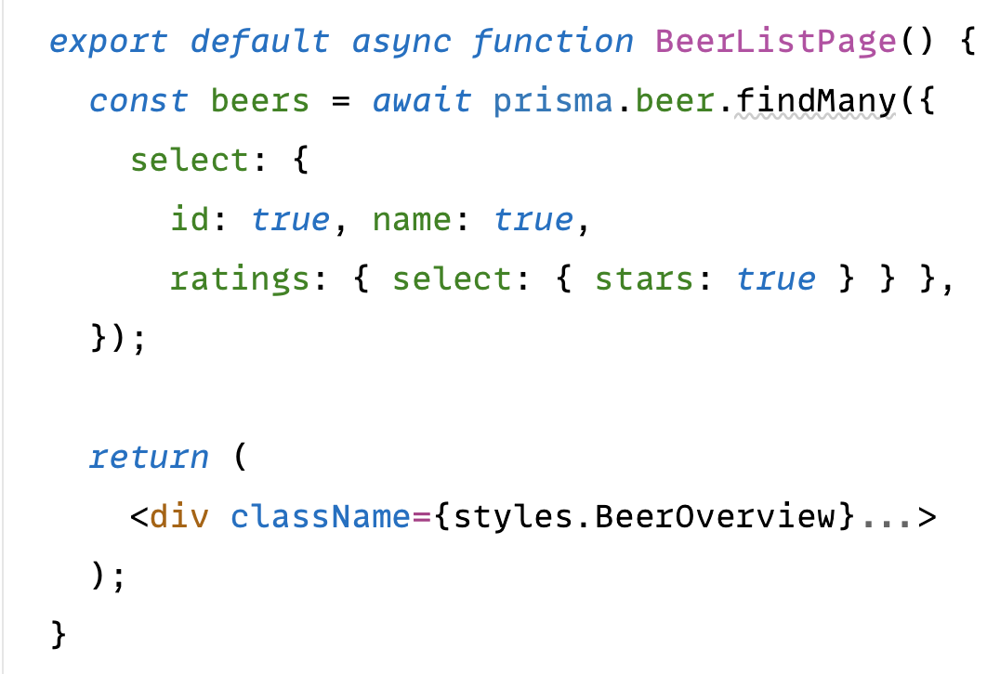 export default async function BeerListPage() {
  const beers = await prisma.beer.findMany({
    select: {
      id: true, name: true,
      ratings: { select: { stars: true } } },
  });

  return (
    <div className={styles.BeerOverview}...>
  );
}